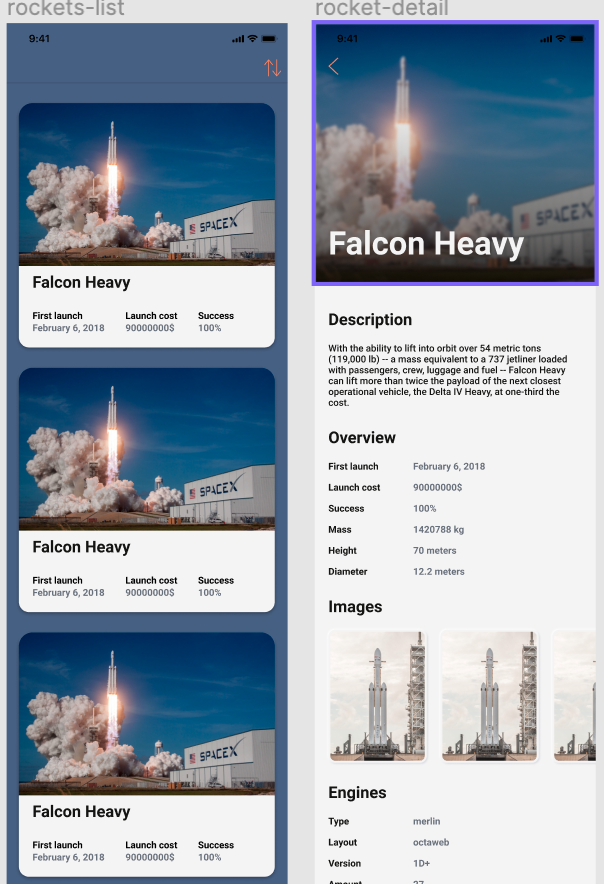 rockets-list
9:41
SPACEX
Falcon Heavy
First launch Launch cost Success
February 6, 2018 90000000$ 100%
SPACEX
Falcon Heavy
First launch Launch cost Success
February 6, 2018 90000000$ 100%
SPACEX
Falcon Heavy
First launch Launch cost Success
February 6, 2018 90000000$ 100%
rocket-detail
9:41
SPACEX
Falcon Heavy
Description
With the ability to lift into orbit over 54 metric tons
(119,000 lb) -- a mass equivalent to a 737 jetliner loaded
with passengers, crew, luggage and fuel -- Falcon Heavy
can lift more than twice the payload of the next closest
operational vehicle, the Delta IV Heavy, at one-third the
cost.
Overview
First launch February 6, 2018
Launch cost 90000000$
Success 100%
Mass 1420788 kg
Height 70 meters
Diameter 12.2 meters
Images
Engines
Type merlin
Layout octaweb
Version 1D+
Amount 27